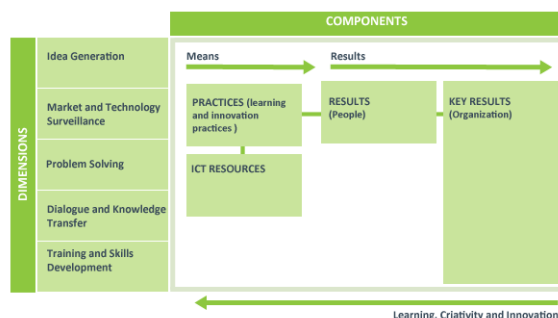 COMPONENTS
DIMENSIONS
Idea Generation
Market and Technology
Surveillance
Problem Solving
Dialogue and Knowledge
Transfer
Training and Skills
Development
Means
Results
PRACTICES (learning
and innovation
practices )
RESULTS
(People)
KEY RESULTS
(Organization)
ICT RESOURCES
Learning, Criativity and Innovation